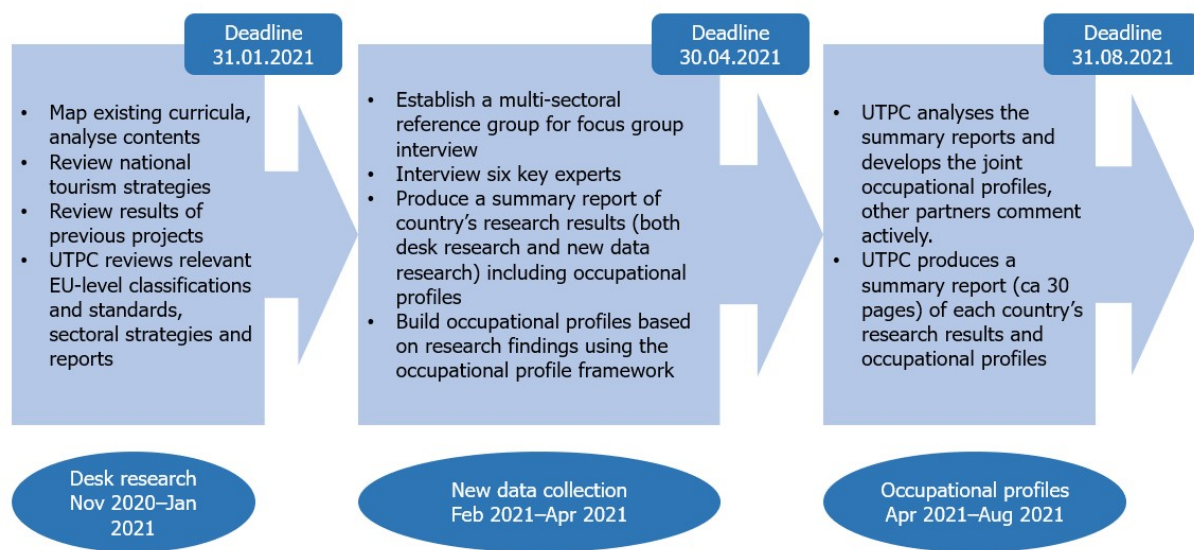 Deadline
31.01.2021
• Map existing curricula,
analyse contents
• Review national
tourism strategies
• Review results of
previous projects
• UTPC reviews relevant
EU-level classifications
and standards,
sectoral strategies and
reports
Desk research
Nov 2020–Jan
2021
Deadline
30.04.2021
• Establish a multi-sectoral
reference group for focus group
interview
• Interview six key experts
• Produce a summary report of
country’s research results (both
desk research and new data
research) including occupational
profiles
• Build occupational profiles based
on research findings using the
occupational profile framework
New data collection
Feb 2021–Apr 2021
Deadline
31.08.2021
• UTPC analyses the
summary reports and
develops the joint
occupational profiles,
other partners comment
actively.
• UTPC produces a
summary report (ca 30
pages) of each country’s
research results and
occupational profiles
Occupational profiles
Apr 2021–Aug 2021